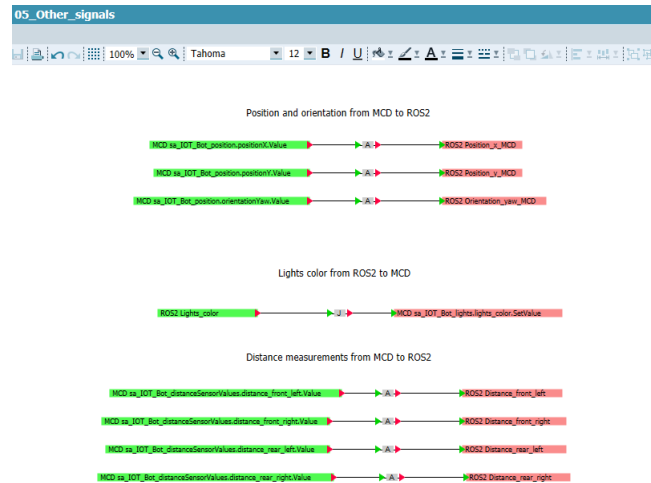 05_Other_signals
100% Tahoma 12 B I U A
Position and orientation from MCD to ROS2
MCD sa_IOT_Bot_position.positionX.Value A ROS2 Position_x_MCD
MCD sa_IOT_Bot_position.positionY.Value A ROS2 Position_y_MCD
MCD sa_IOT_Bot_position.orientationYaw.Value A ROS2 Orientation_yaw_MCD
Lights color from ROS2 to MCD
ROS2 Lights_color J MCD sa_IOT_Bot_lights.lights_color.SetValue
Distance measurements from MCD to ROS2
MCD sa_IOT_Bot_distanceSensorValues.distance_front_left.Value A ROS2 Distance_front_left
MCD sa_IOT_Bot_distanceSensorValues.distance_front_right.Value A ROS2 Distance_front_right
MCD sa_IOT_Bot_distanceSensorValues.distance_rear_left.Value A ROS2 Distance_rear_left
MCD sa_IOT_Bot_distanceSensorValues.distance_rear_right.Value A ROS2 Distance_rear_right